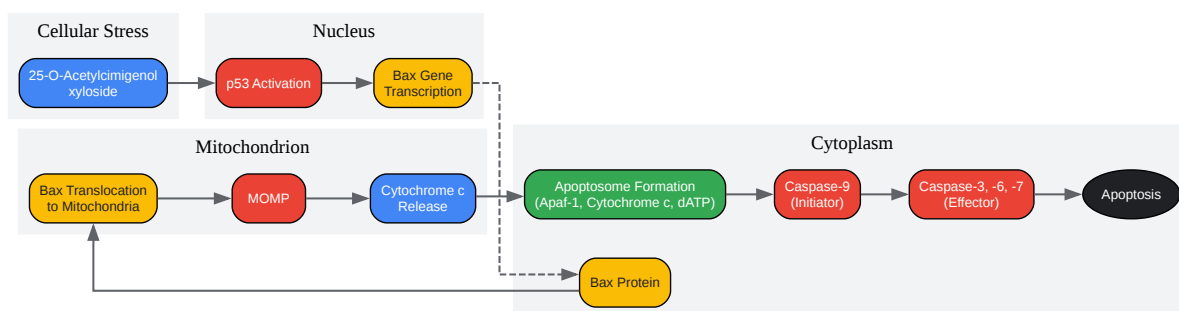 Cellular Stress
25-O-Acetylcimigenol
xyloside
Nucleus
p53 Activation
Bax Gene
Transcription
Mitochondrion
Bax Translocation
to Mitochondria
MOMP
Cytochrome c
Release
Cytoplasm
Apoptosome Formation
(Apaf-1, Cytochrome c, dATP)
Caspase-9
(Initiator)
Caspase-3, -6, -7
(Effector)
Apoptosis
Bax Protein